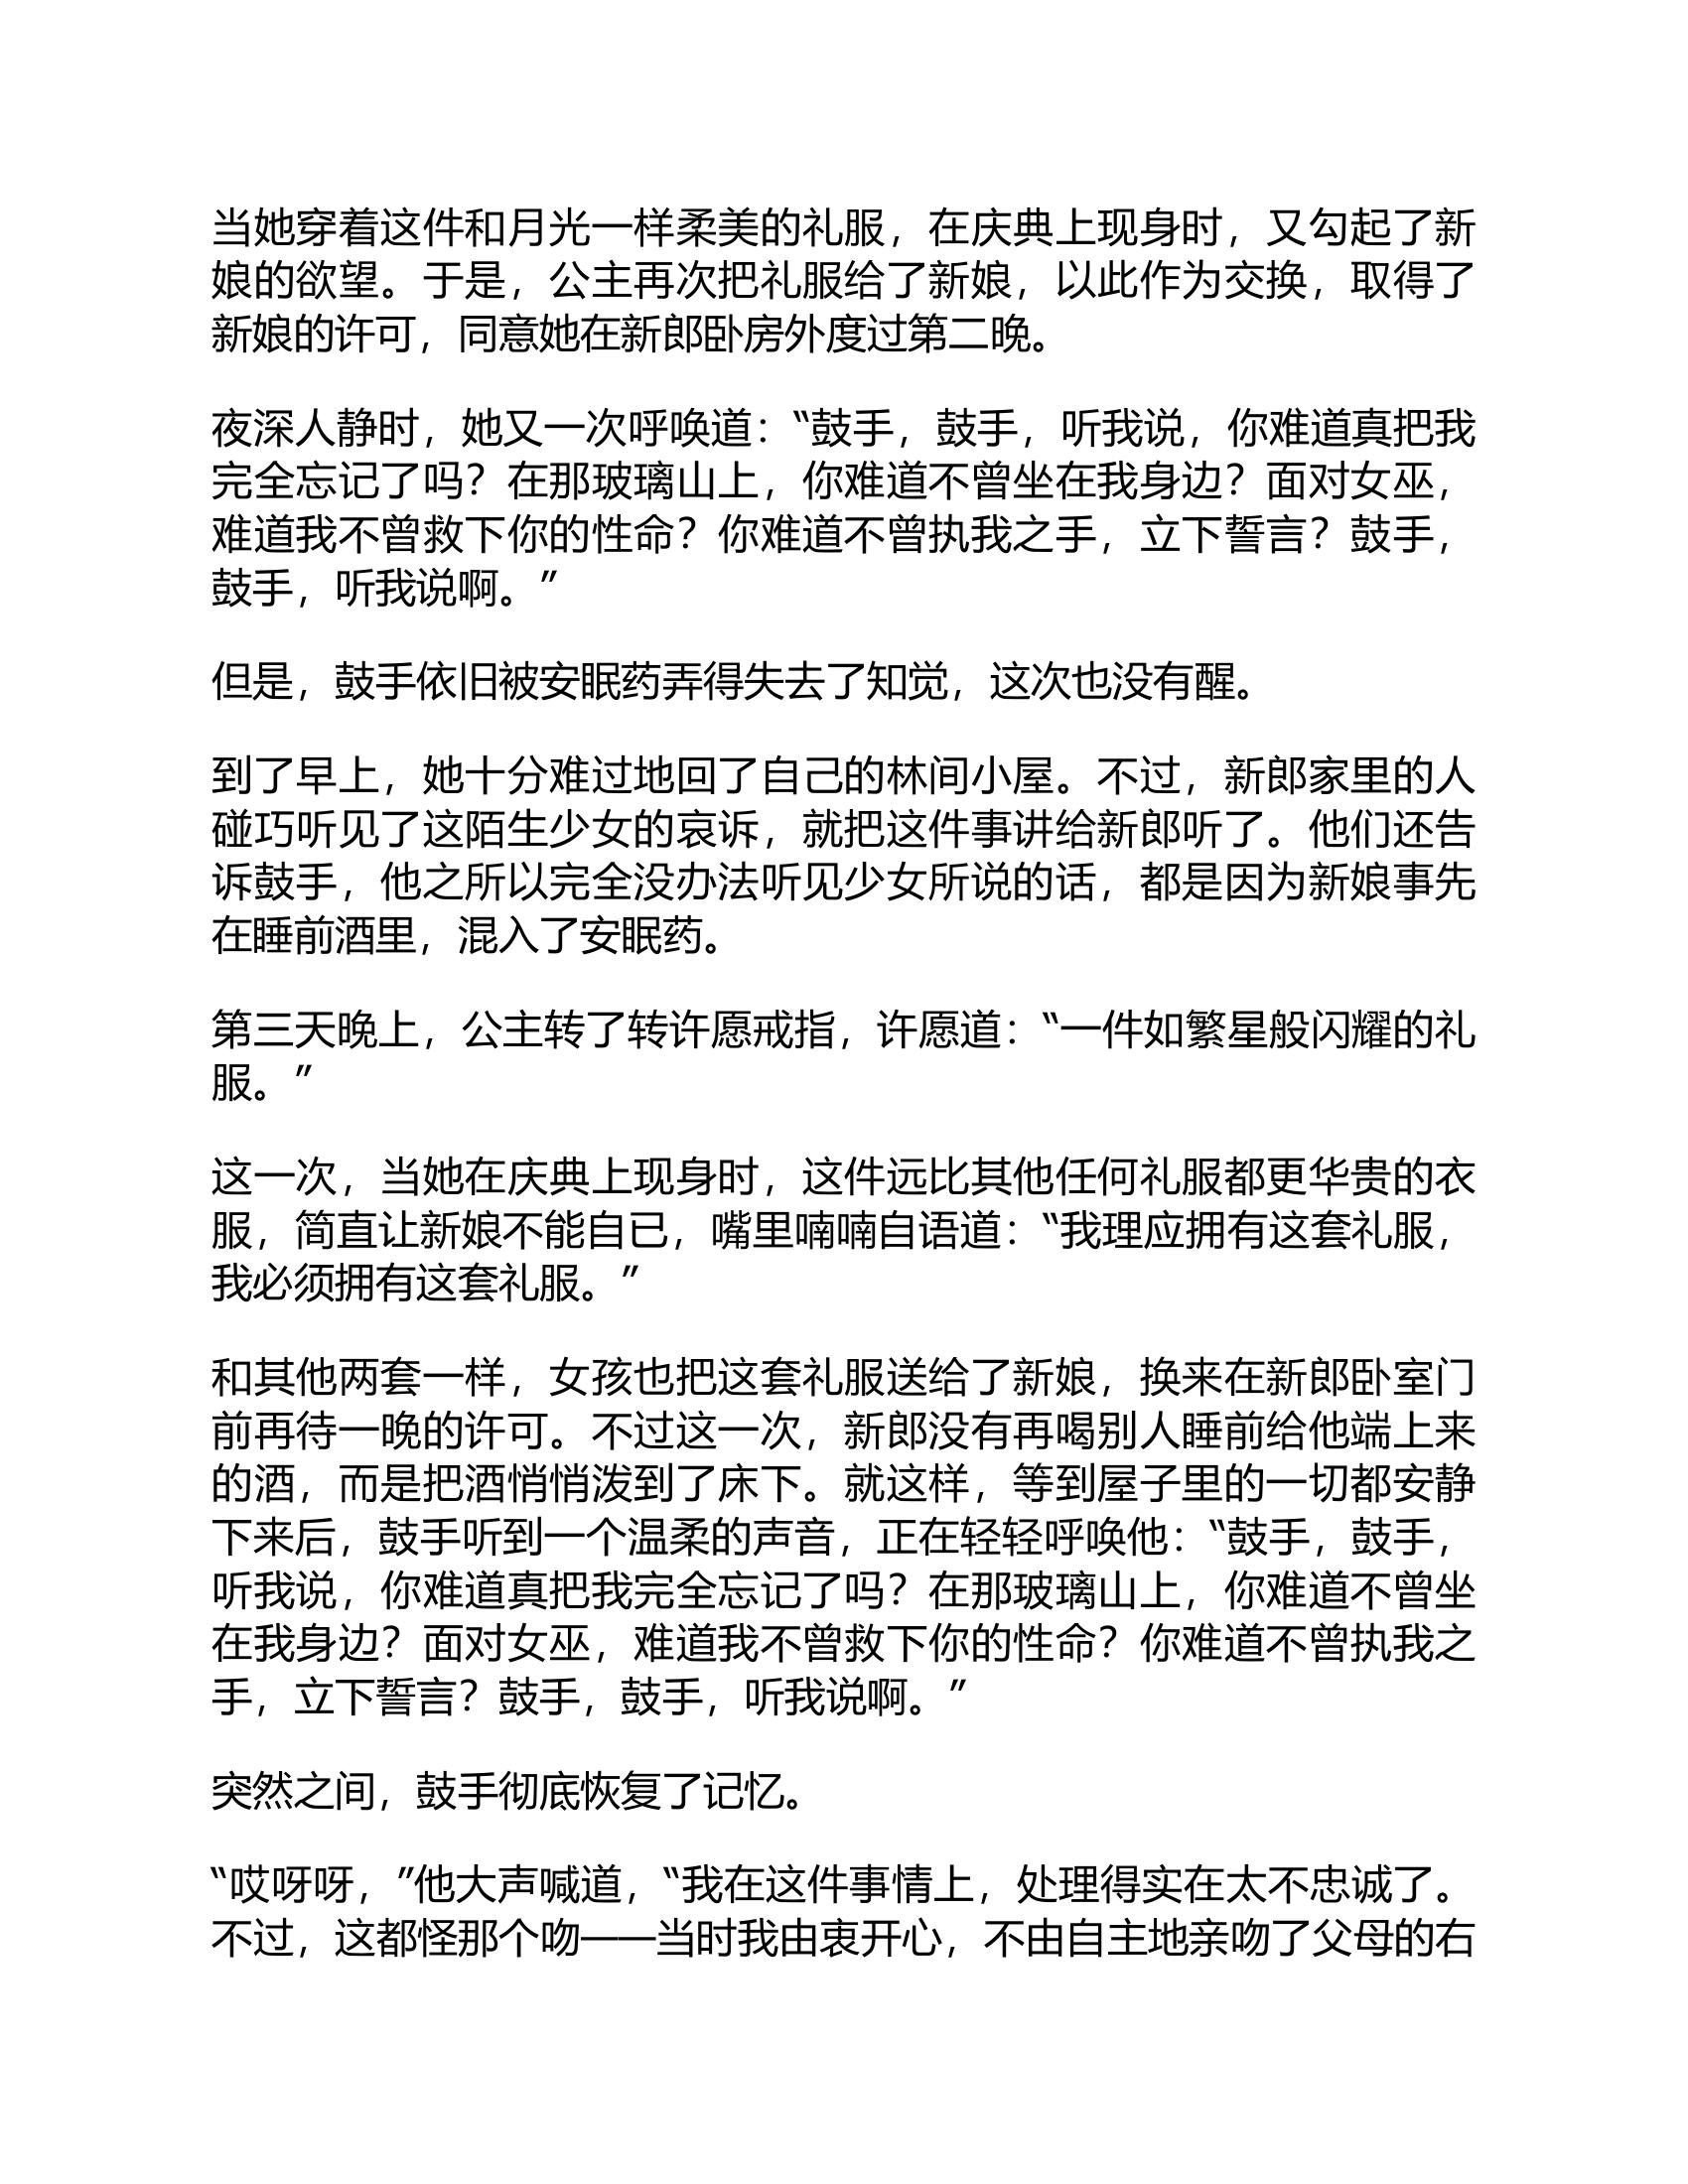 当她穿着这件和月光一样柔美的礼服，在庆典上现身时，又勾起了新
娘的欲望。于是，公主再次把礼服给了新娘，以此作为交换，取得了
新娘的许可，同意她在新郎卧房外度过第二晚。
夜深人静时，她又一次呼唤道：“鼓手，鼓手，听我说，你难道真把我
完全忘记了吗？在那玻璃山上，你难道不曾坐在我身边？面对女巫，
难道我不曾救下你的性命？你难道不曾执我之手，立下誓言？鼓手，
鼓手，听我说啊。”
但是，鼓手依旧被安眠药弄得失去了知觉，这次也没有醒。
到了早上，她十分难过地回了自己的林间小屋。不过，新郎家里的人
碰巧听见了这陌生少女的哀诉，就把这件事讲给新郎听了。他们还告
诉鼓手，他之所以完全没办法听见少女所说的话，都是因为新娘事先
在睡前酒里，混入了安眠药。
第三天晚上，公主转了转许愿戒指，许愿道：“一件如繁星般闪耀的礼
服。”
这一次，当她在庆典上现身时，这件远比其他任何礼服都更华贵的衣
服，简直让新娘不能自已，嘴里喃喃自语道：“我理应拥有这套礼服，
我必须拥有这套礼服。”
和其他两套一样，女孩也把这套礼服送给了新娘，换来在新郎卧室门
前再待一晚的许可。不过这一次，新郎没有再喝别人睡前给他端上来
的酒，而是把酒悄悄泼到了床下。就这样，等到屋子里的一切都安静
下来后，鼓手听到一个温柔的声音，正在轻轻呼唤他：“鼓手，鼓手，
听我说，你难道真把我完全忘记了吗？在那玻璃山上，你难道不曾坐
在我身边？面对女巫，难道我不曾救下你的性命？你难道不曾执我之
手，立下誓言？鼓手，鼓手，听我说啊。”
突然之间，鼓手彻底恢复了记忆。
“哎呀呀，”他大声喊道，“我在这件事情上，处理得实在太不忠诚了。
不过，这都怪那个吻——当时我由衷开心，不由自主地亲吻了父母的右